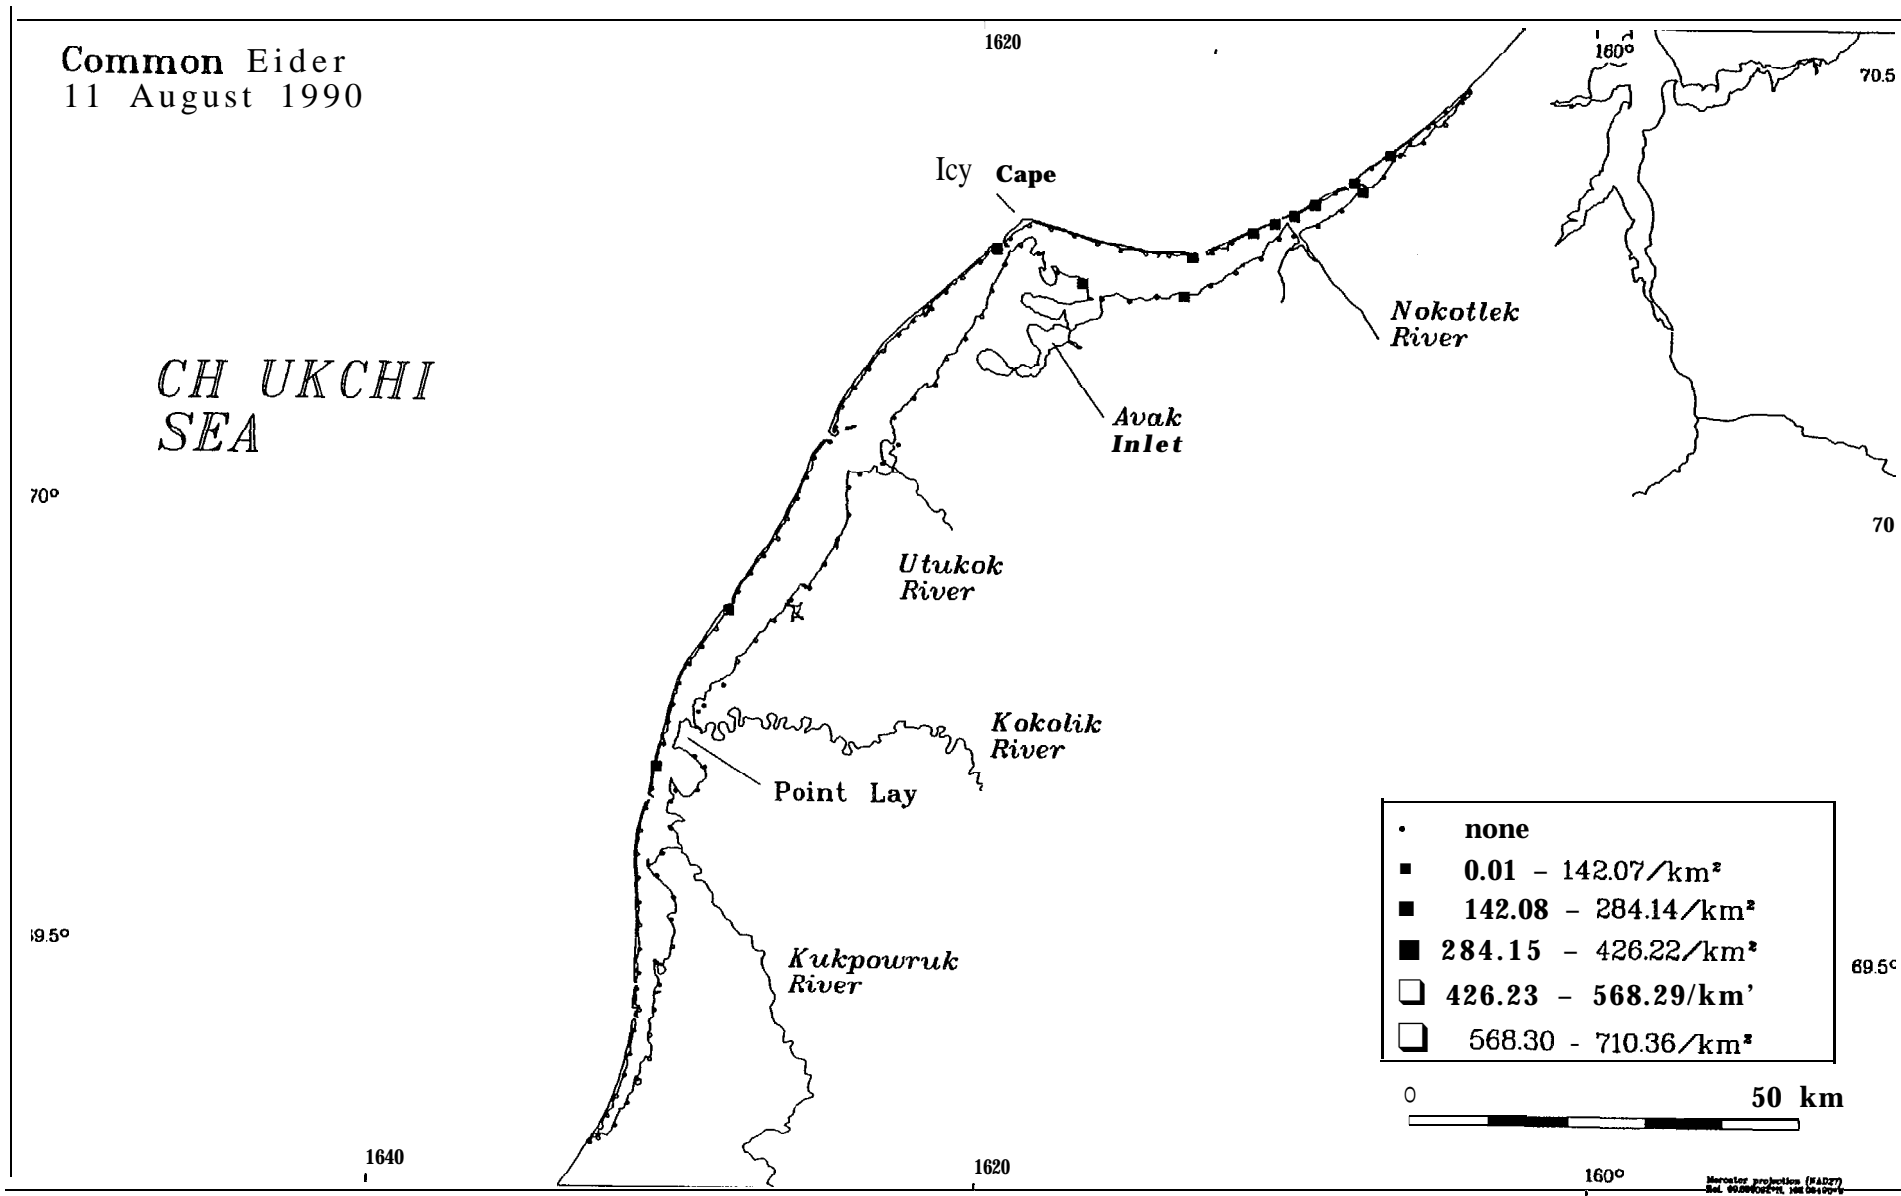 Common Eider
11 August 1990
1620
160°
70.5
Icy Cape
Nokotlek
River
CH UKCHI
SEA
Avak
Inlet
70°
70
Utukok
River
Kokolik
River
Point Lay
none
0.01 – 142.07/km²
142.08 – 284.14/km²
284.15 – 426.22/km²
426.23 – 568.29/km'
568.30 - 710.36/km²
Kukpowruk
River
39.5°
69.5°
0 50 km
1640
1620
160°
Mercator projection (NAD27)